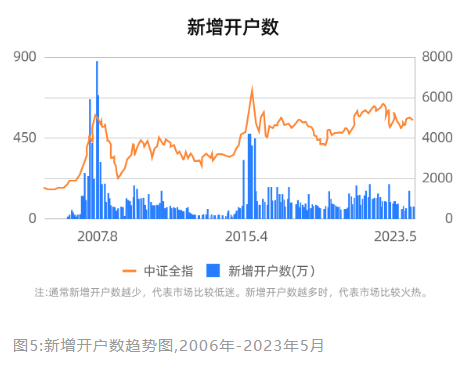 新增开户数
900
8000
6000
450
4000
2000
0
0
2007.8
2015.4
2023.5
中证全指
新增开户数(万)
注:通常新增开户数越少，代表市场比较低迷。新增开户数越多时，代表市场比较火热。
图5:新增开户数趋势图,2006年-2023年5月